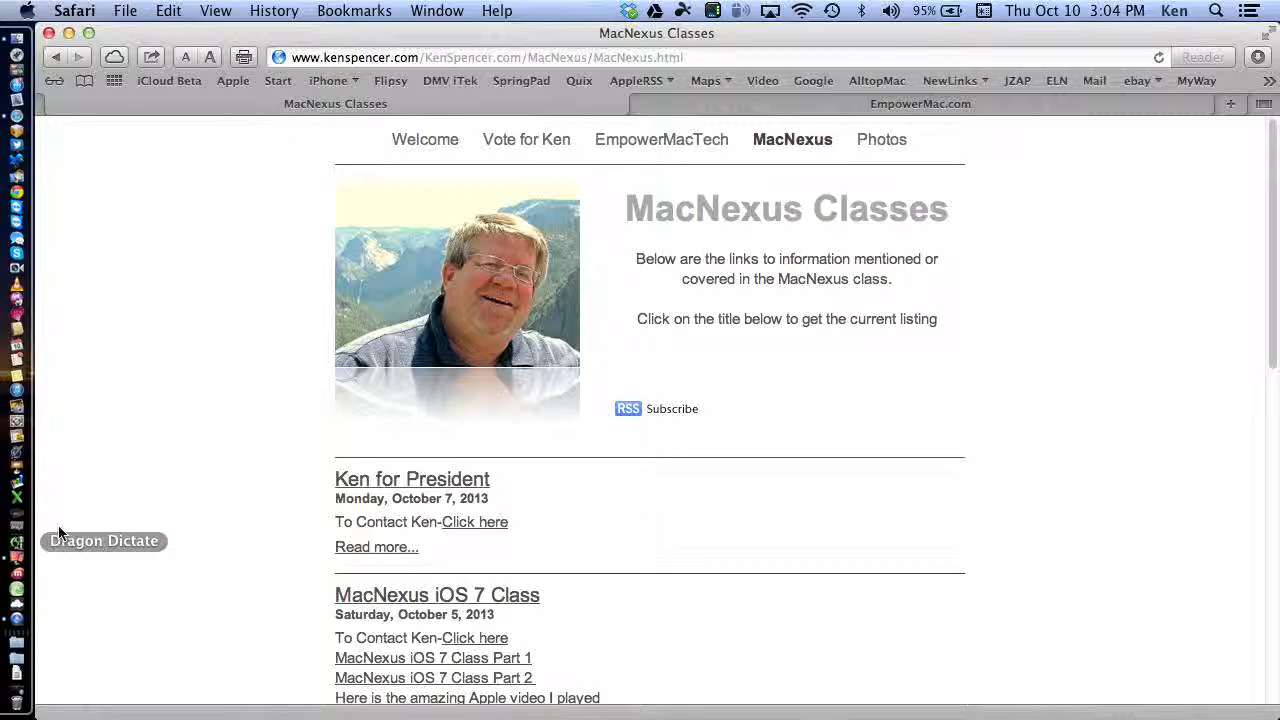 Safari File Edit View History Bookmarks Window Help 95% Thu Oct 10 3:04 PM Ken
MacNexus Classes
A A www.kenspencer.com/KenSpencer.com/MacNexus/MacNexus.html Reader
iCloud Beta Apple Start iPhone Flipsy DMV iTek SpringPad Quix AppleRSS Maps Video Google AlltopMac NewLinks JZAP ELN Mail ebay MyWay
MacNexus Classes EmpowerMac.com
Welcome Vote for Ken EmpowerMacTech MacNexus Photos
MacNexus Classes
Below are the links to information mentioned or
covered in the MacNexus class.
Click on the title below to get the current listing
RSS Subscribe
Ken for President
Monday, October 7, 2013
To Contact Ken-Click here
Read more...
Dragon Dictate
MacNexus iOS 7 Class
Saturday, October 5, 2013
To Contact Ken-Click here
MacNexus iOS 7 Class Part 1
MacNexus iOS 7 Class Part 2
Here is the amazing Apple video I played